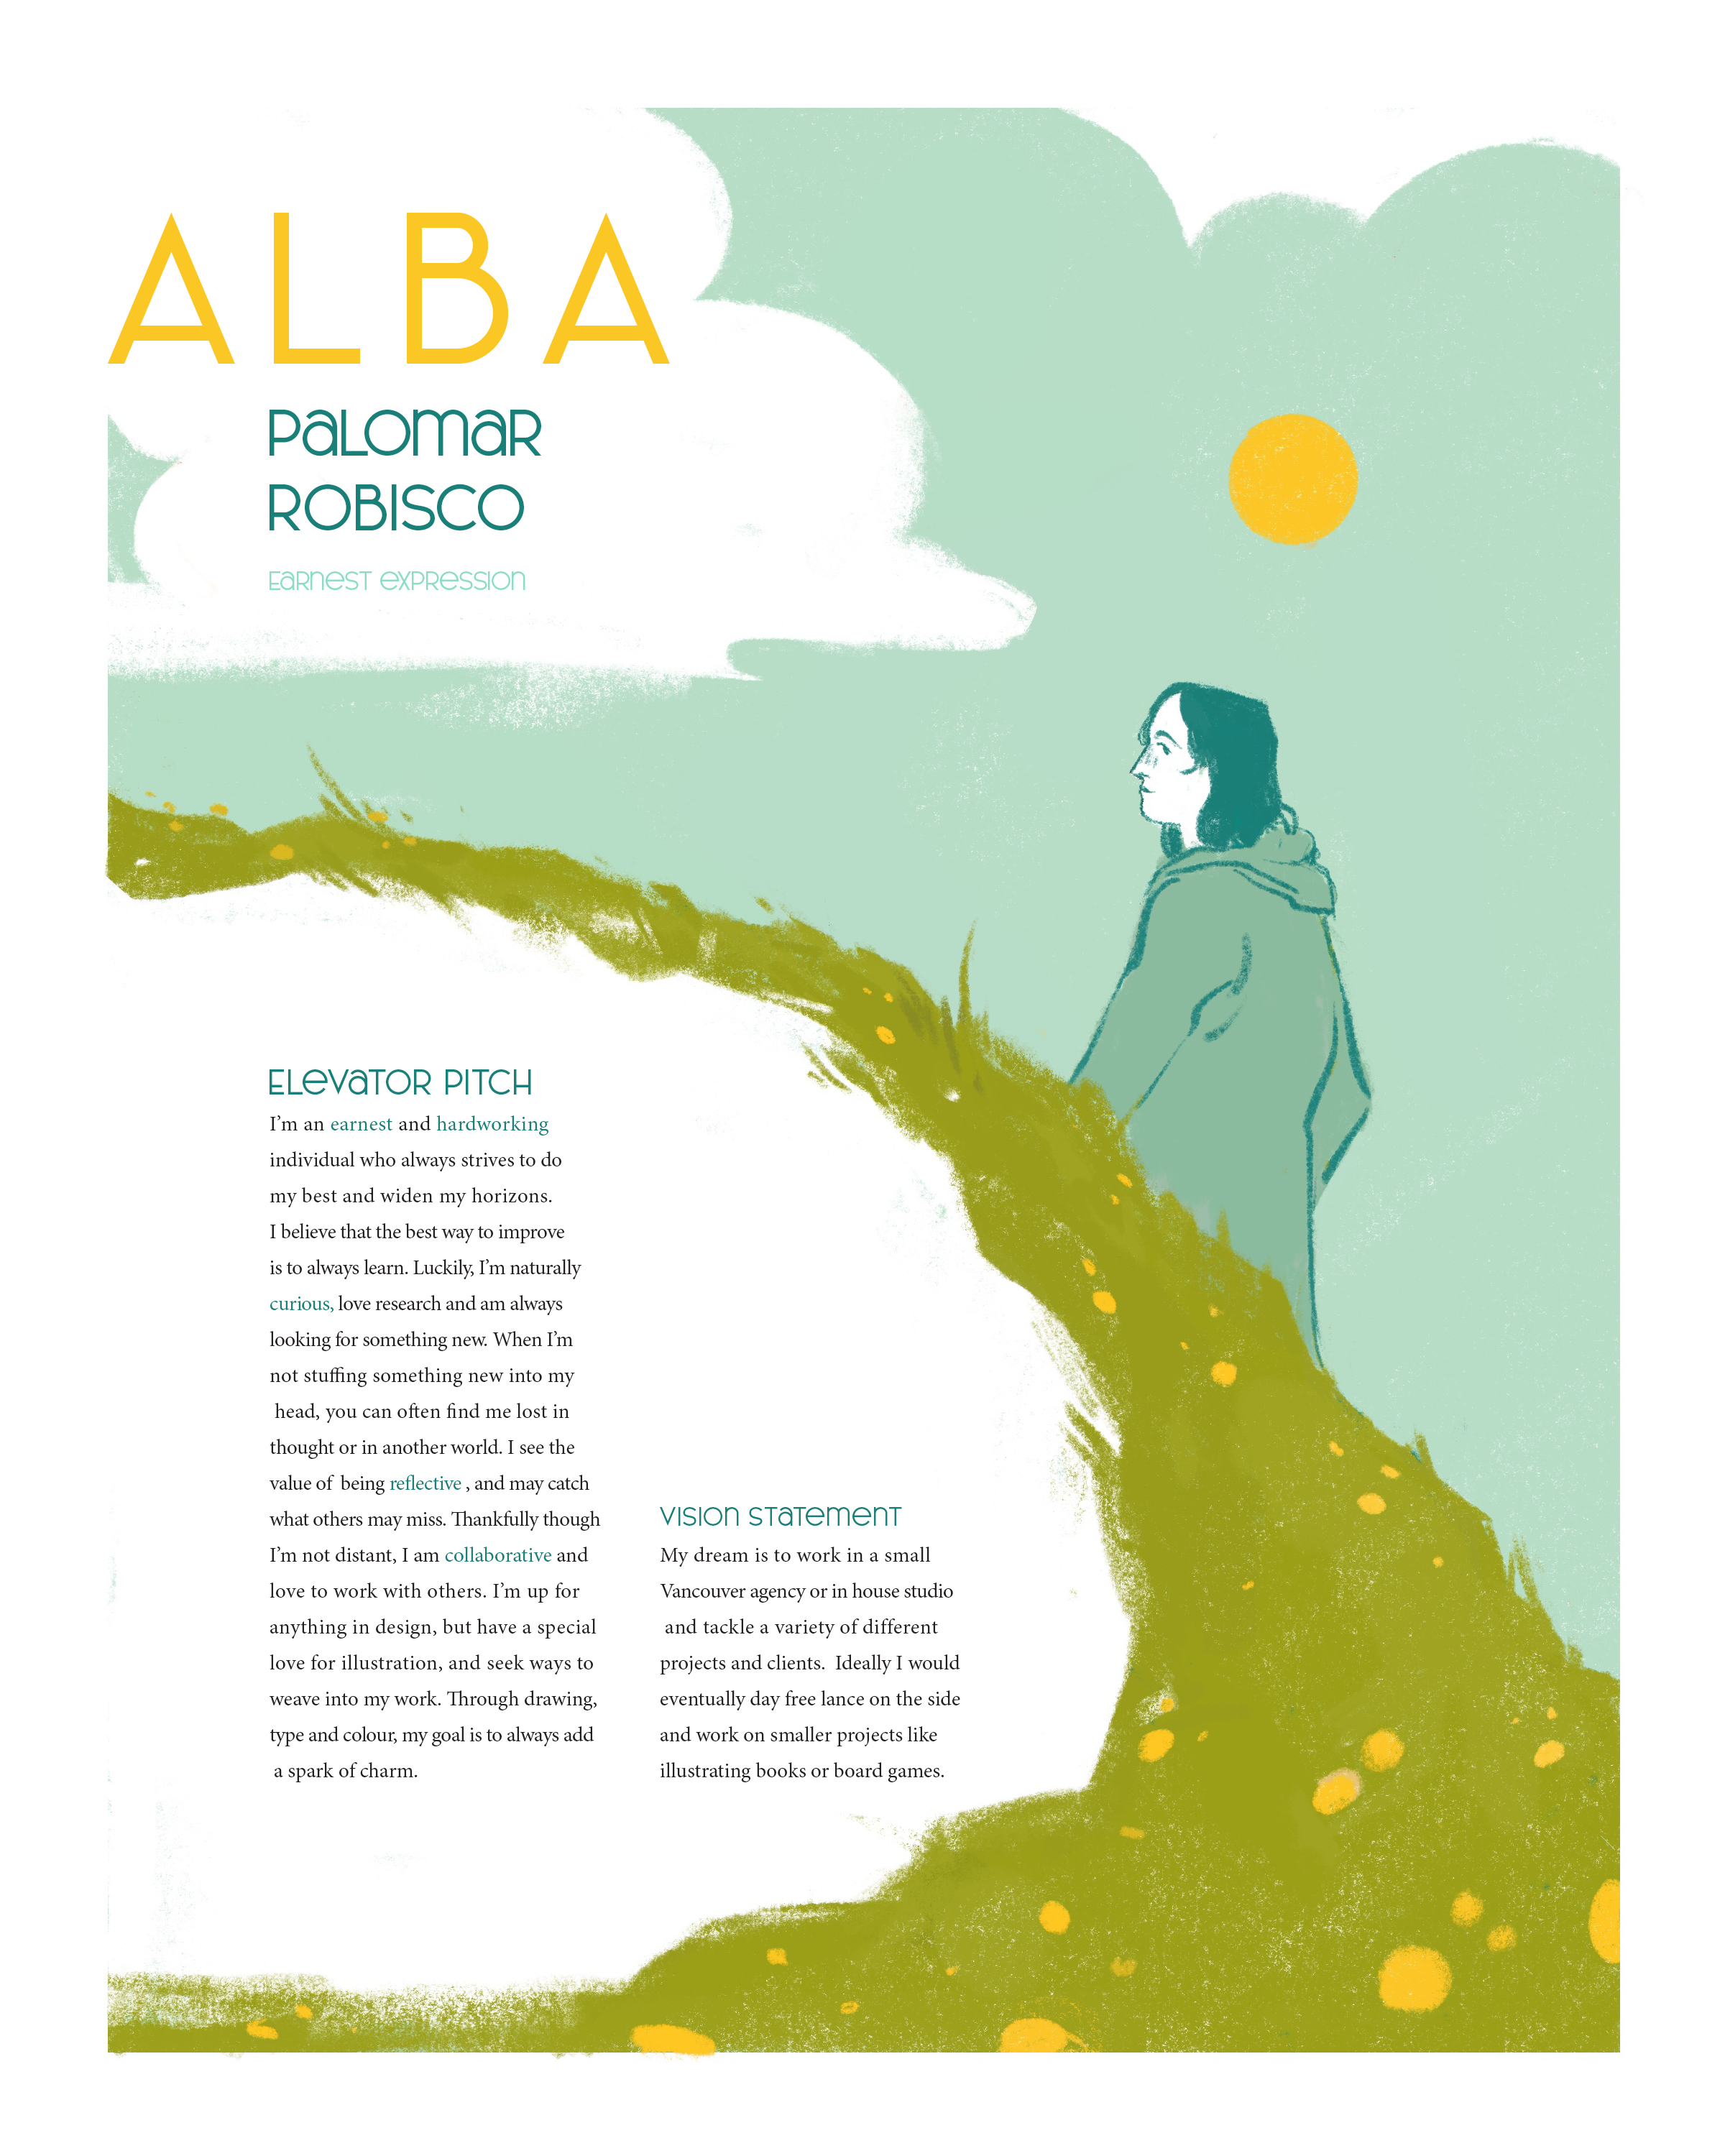 ALBA
PALOMAR
ROBISCO
EARNEST EXPRESSION
ELEVATOR PITCH
I’m an earnest and hardworking
individual who always strives to do
my best and widen my horizons.
I believe that the best way to improve
is to always learn. Luckily, I’m naturally
curious, love research and am always
looking for something new. When I’m
not stuffing something new into my
head, you can often find me lost in
thought or in another world. I see the
value of being reflective , and may catch
what others may miss. Thankfully though
I’m not distant, I am collaborative and
love to work with others. I’m up for
anything in design, but have a special
love for illustration, and seek ways to
weave into my work. Through drawing,
type and colour, my goal is to always add
a spark of charm.
VISION STATEMENT
My dream is to work in a small
Vancouver agency or in house studio
and tackle a variety of different
projects and clients. Ideally I would
eventually day free lance on the side
and work on smaller projects like
illustrating books or board games.